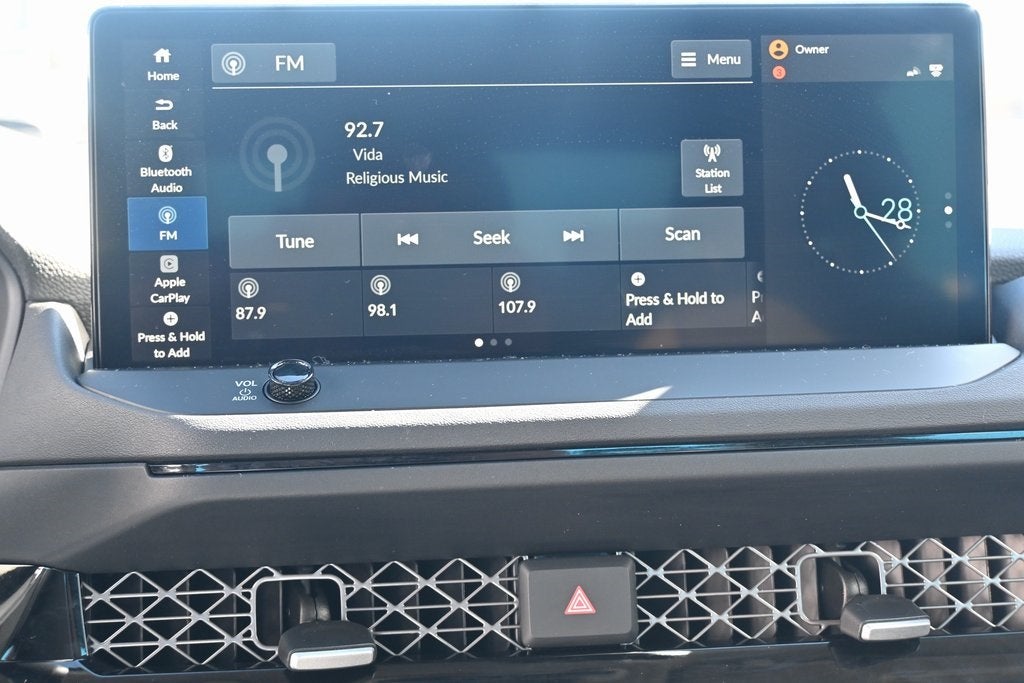 Home
Back
Bluetooth
Audio
FM
Apple
CarPlay
Press & Hold
to Add
FM
Menu
92.7
Vida
Religious Music
Station
List
Tune
Seek
Scan
87.9
98.1
107.9
Press & Hold to
Add
P
A
Owner
3
28
VOL
AUDIO